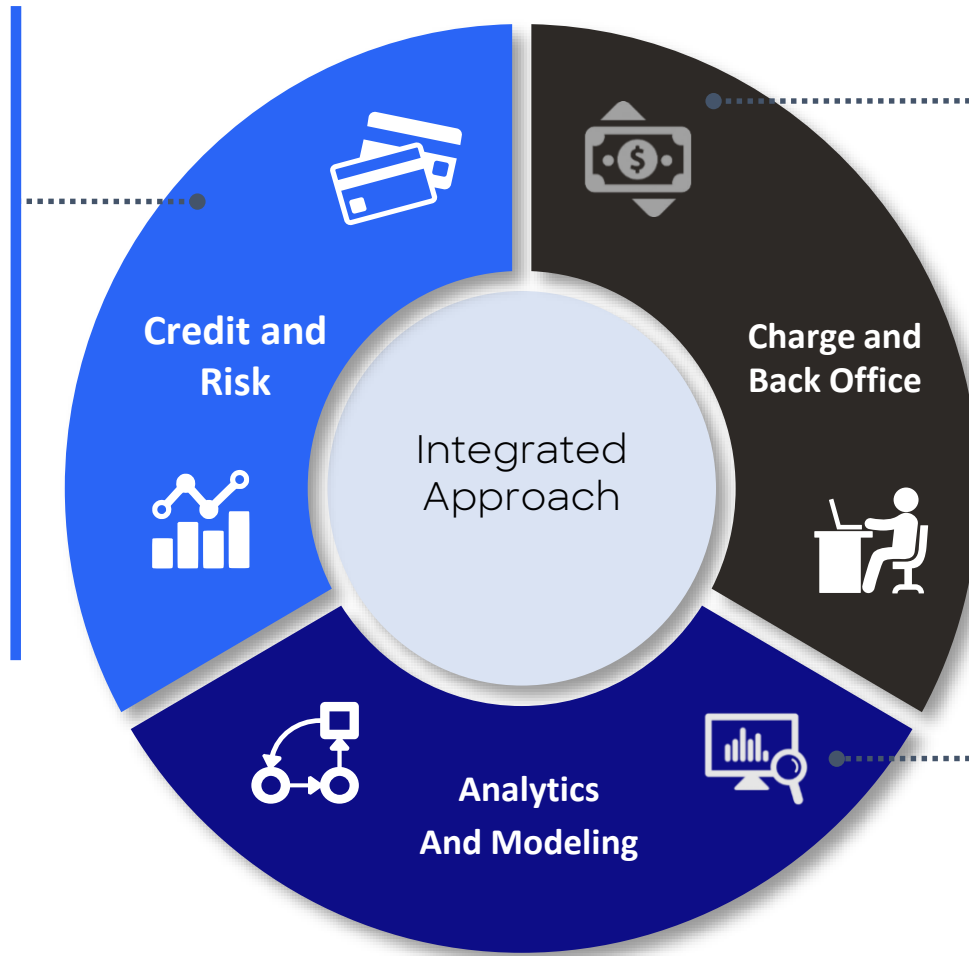 Credit and
Risk
Charge and
Back Office
Integrated
Approach
Analytics
And Modeling
$